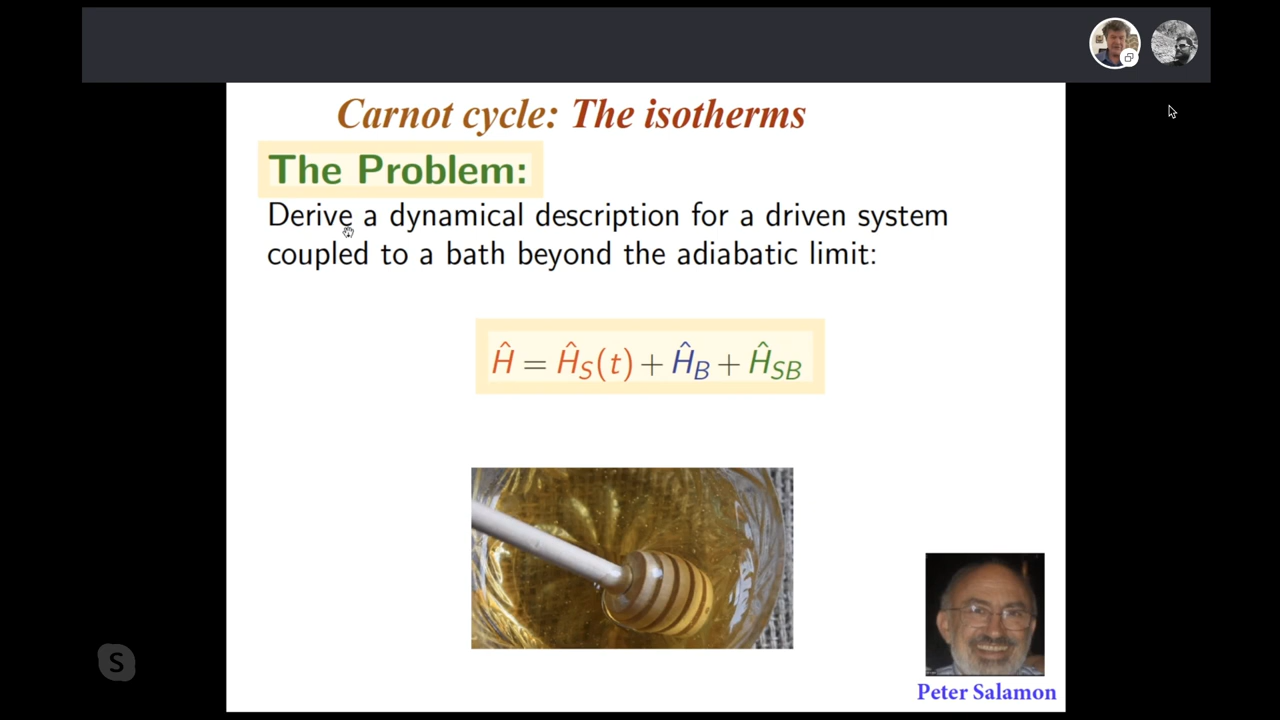 Carnot cycle: The isotherms
The Problem:
Derive a dynamical description for a driven system
coupled to a bath beyond the adiabatic limit:
Ĥ = Ĥ_S(t) + Ĥ_B + Ĥ_SB
S
Peter Salamon